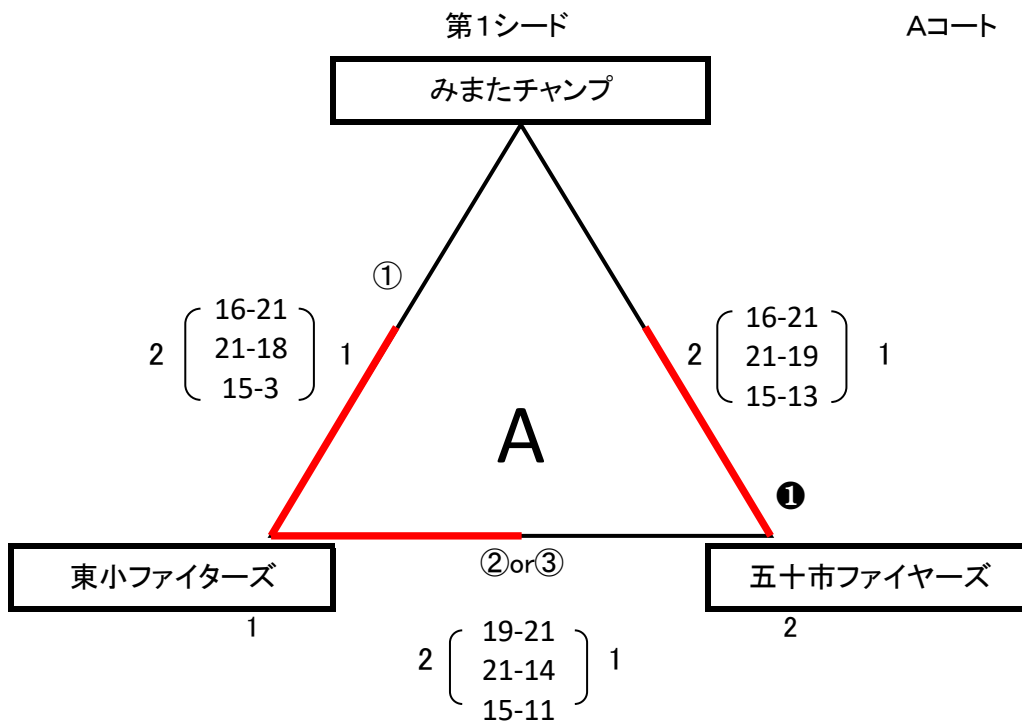 第1シード
Aコート
みまたチャンプ
①
16-21
21-18
15-3
2
1
16-21
21-19
15-13
2
1
A
❶
東小ファイターズ
②or③
五十市ファイヤーズ
1
2
19-21
21-14
15-11
2
1